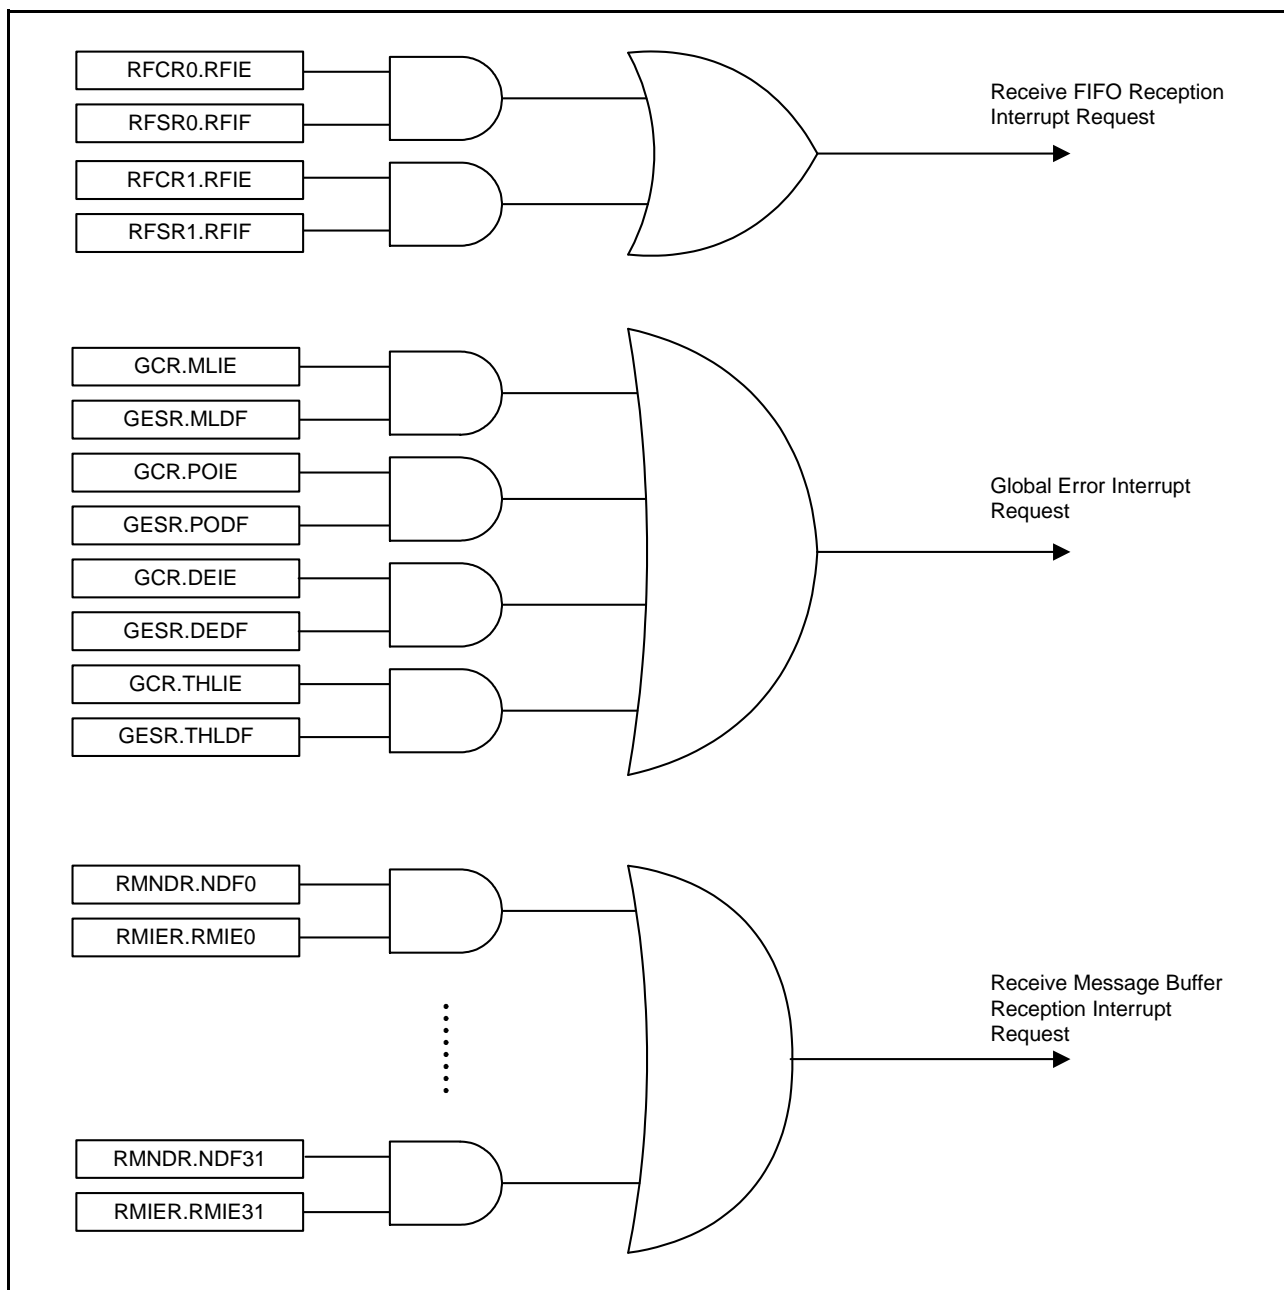 RFCR0.RFIE
RFSR0.RFIF
RFCR1.RFIE
RFSR1.RFIF
Receive FIFO Reception
Interrupt Request
GCR.MLIE
GESR.MLDF
GCR.POIE
GESR.PODF
GCR.DEIE
GESR.DEDF
GCR.THLIE
GESR.THLDF
Global Error Interrupt
Request
RMNDR.NDF0
RMIER.RMIE0
RMNDR.NDF31
RMIER.RMIE31
Receive Message Buffer
Reception Interrupt
Request